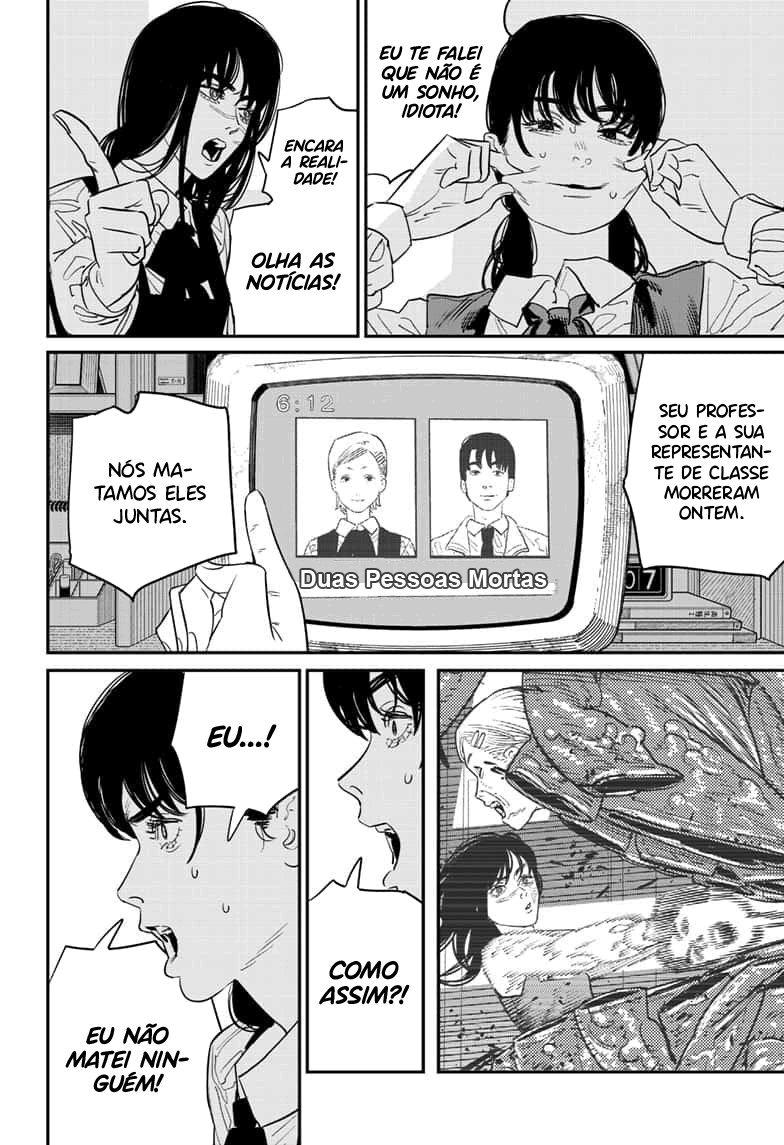 EU TE FALEI
QUE NÃO É
UM SONHO,
IDIOTA!
ENCARA
A REALI-
DADE!
OLHA AS
NOTÍCIAS!
SEU PROFES-
SOR E A SUA
REPRESENTAN-
TE DE CLASSE
MORRERAM
ONTEM.
6:12
Duas Pessoas Mortas
07
NÓS MA-
TAMOS ELES
JUNTAS.
COMO
ASSIM?!
EU...!
EU NÃO
MATEI NIN-
GUÉM!